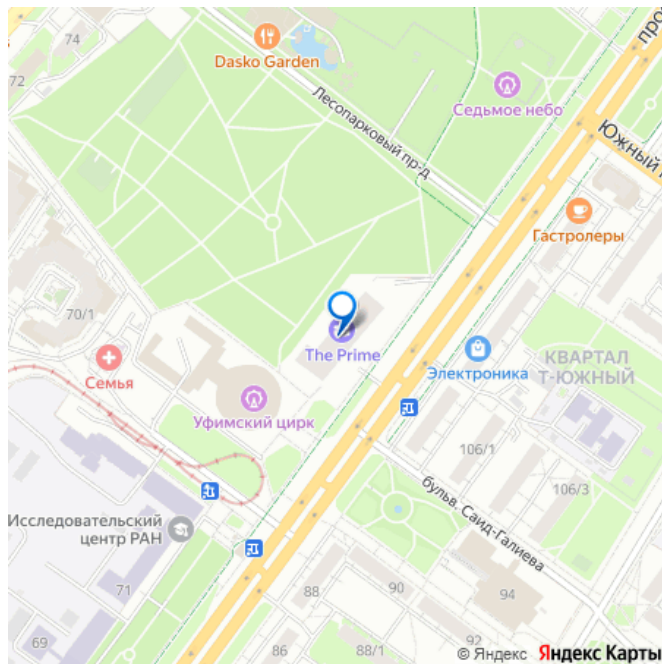 74
72
Dasko Garden
Лесопарковый пр-д
Седьмое небо
Южный
Гастролеры
70/1
Семья
The Prime
Электроника
КВАРТАЛ
Т-ЮЖНЫЙ
Уфимский цирк
106/1
106/3
бульв. Саид-Галиева
Исследовательский
центр РАН
71
69
88
90
94
86
88/1
92
© Яндекс Яндекс Карты